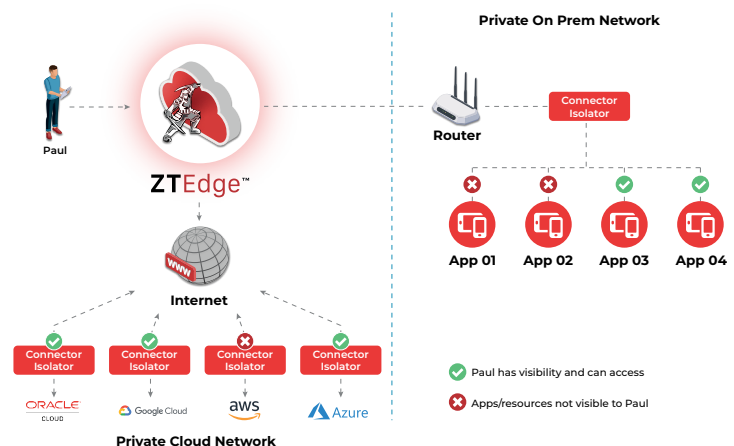 Private On Prem Network
Paul
ZTEdge™
Router
Connector
Isolator
App 01
App 02
App 03
App 04
WWW
Internet
Connector
Isolator
Connector
Isolator
Connector
Isolator
Connector
Isolator
ORACLE
CLOUD
Google Cloud
aws
Azure
Private Cloud Network
Paul has visibility and can access
Apps/resources not visible to Paul